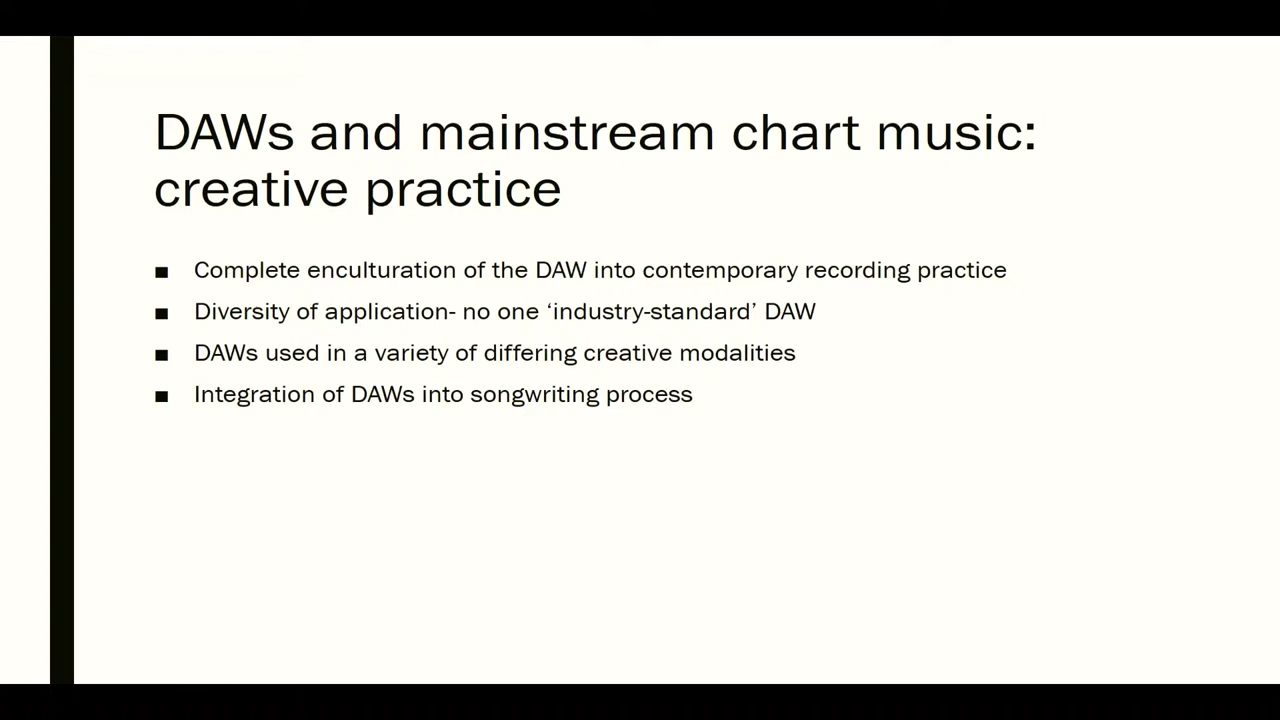 DAWs and mainstream chart music:
creative practice
■ Complete enculturation of the DAW into contemporary recording practice
■ Diversity of application- no one ‘industry-standard’ DAW
■ DAWs used in a variety of differing creative modalities
■ Integration of DAWs into songwriting process